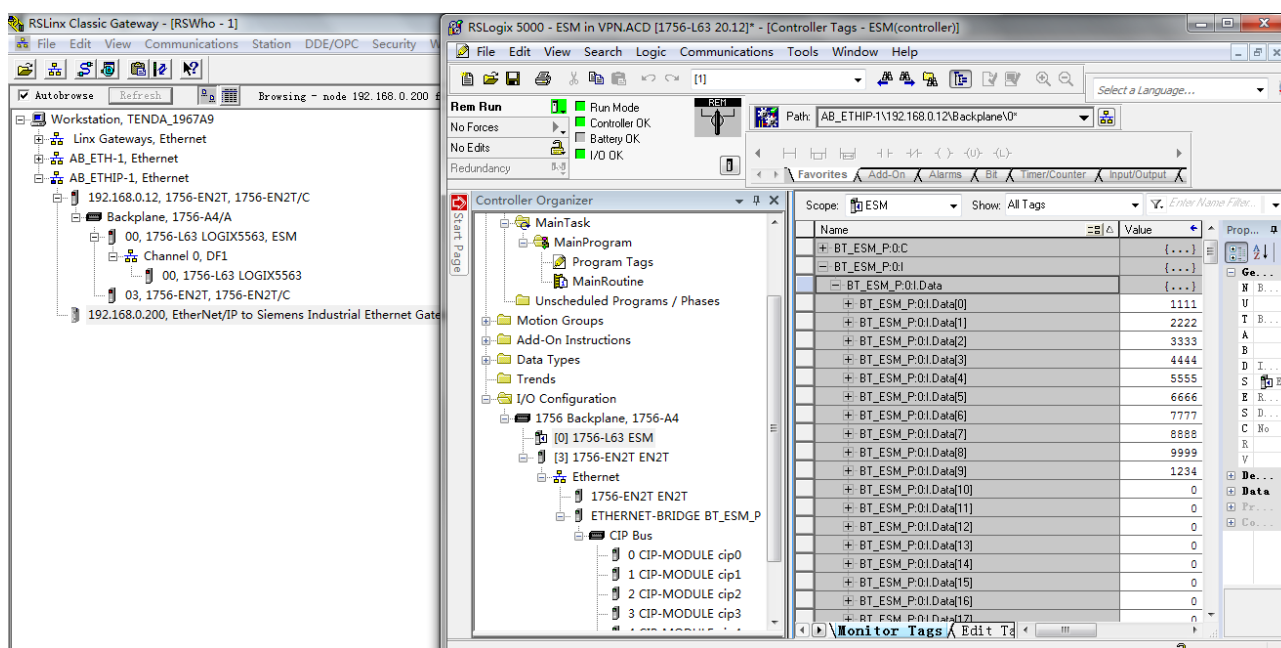 RSLinx Classic Gateway - [RSWho - 1]
File Edit View Communications Station DDE/OPC Security W
Autobrowse Refresh Browsing - node 192.168.0.200 f
Workstation, TENDA_1967A9
Linx Gateways, Ethernet
AB_ETH-1, Ethernet
AB_ETHIP-1, Ethernet
192.168.0.12, 1756-EN2T, 1756-EN2T/C
Backplane, 1756-A4/A
00, 1756-L63 LOGIX5563, ESM
Channel 0, DF1
00, 1756-L63 LOGIX5563
03, 1756-EN2T, 1756-EN2T/C
192.168.0.200, EtherNet/IP to Siemens Industrial Ethernet Gate
RSLogix 5000 - ESM in VPN.ACD [1756-L63 20.12]* - [Controller Tags - ESM(controller)]
File Edit View Search Logic Communications Tools Window Help
[1]
Select a Language...
Rem Run
No Forces
No Edits
Redundancy
Run Mode
Controller OK
Battery OK
I/O OK
REM
Path: AB_ETHIP-1\192.168.0.12\Backplane\0*
Favorites Add-On Alarms Bit Timer/Counter Input/Output
Start Page
Controller Organizer
MainTask
MainProgram
Program Tags
MainRoutine
Unscheduled Programs / Phases
Motion Groups
Add-On Instructions
Data Types
Trends
I/O Configuration
1756 Backplane, 1756-A4
[0] 1756-L63 ESM
[3] 1756-EN2T EN2T
Ethernet
1756-EN2T EN2T
ETHERNET-BRIDGE BT_ESM_P
CIP Bus
0 CIP-MODULE cip0
1 CIP-MODULE cip1
2 CIP-MODULE cip2
3 CIP-MODULE cip3
Scope: ESM Show: All Tags Enter Name Filter...
Name Value
BT_ESM_P:0:C {...}
BT_ESM_P:0:I {...}
BT_ESM_P:0:I.Data {...}
BT_ESM_P:0:I.Data[0] 1111
BT_ESM_P:0:I.Data[1] 2222
BT_ESM_P:0:I.Data[2] 3333
BT_ESM_P:0:I.Data[3] 4444
BT_ESM_P:0:I.Data[4] 5555
BT_ESM_P:0:I.Data[5] 6666
BT_ESM_P:0:I.Data[6] 7777
BT_ESM_P:0:I.Data[7] 8888
BT_ESM_P:0:I.Data[8] 9999
BT_ESM_P:0:I.Data[9] 1234
BT_ESM_P:0:I.Data[10] 0
BT_ESM_P:0:I.Data[11] 0
BT_ESM_P:0:I.Data[12] 0
BT_ESM_P:0:I.Data[13] 0
BT_ESM_P:0:I.Data[14] 0
BT_ESM_P:0:I.Data[15] 0
BT_ESM_P:0:I.Data[16] 0
BT_ESM_P:0:I.Data[17] 0
Monitor Tags Edit Ta
Prop...
Ge...
N B...
U
T B...
A
B
D I...
S E
E R...
S D...
C No
R
V
De...
Data
Pr...
Co...